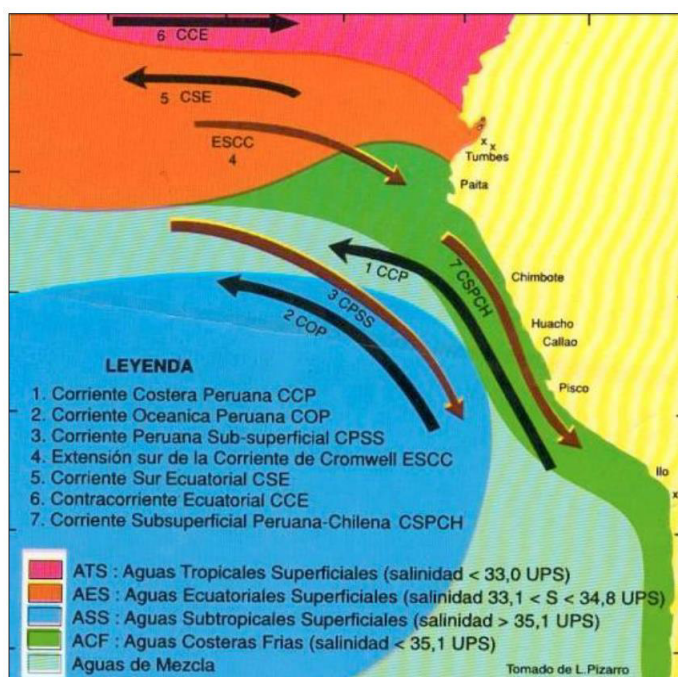 6 CCE
5 CSE
ESCC
4
x x
Tumbes
Paita
1 CCP
7 CSPCH
Chimbote
3 CPSS
2 COP
Huacho
Callao
Pisco
Ilo
x
LEYENDA
1. Corriente Costera Peruana CCP
2. Corriente Oceanica Peruana COP
3. Corriente Peruana Sub-superficial CPSS
4. Extensión sur de la Corriente de Cromwell ESCC
5. Corriente Sur Ecuatorial CSE
6. Contracorriente Ecuatorial CCE
7. Corriente Subsuperficial Peruana-Chilena CSPCH
ATS : Aguas Tropicales Superficiales (salinidad < 33,0 UPS)
AES : Aguas Ecuatoriales Superficiales (salinidad 33,1 < S < 34,8 UPS)
ASS : Aguas Subtropicales Superficiales (salinidad > 35,1 UPS)
ACF : Aguas Costeras Frias (salinidad < 35,1 UPS)
Aguas de Mezcla
Tomado de L.Pizarro